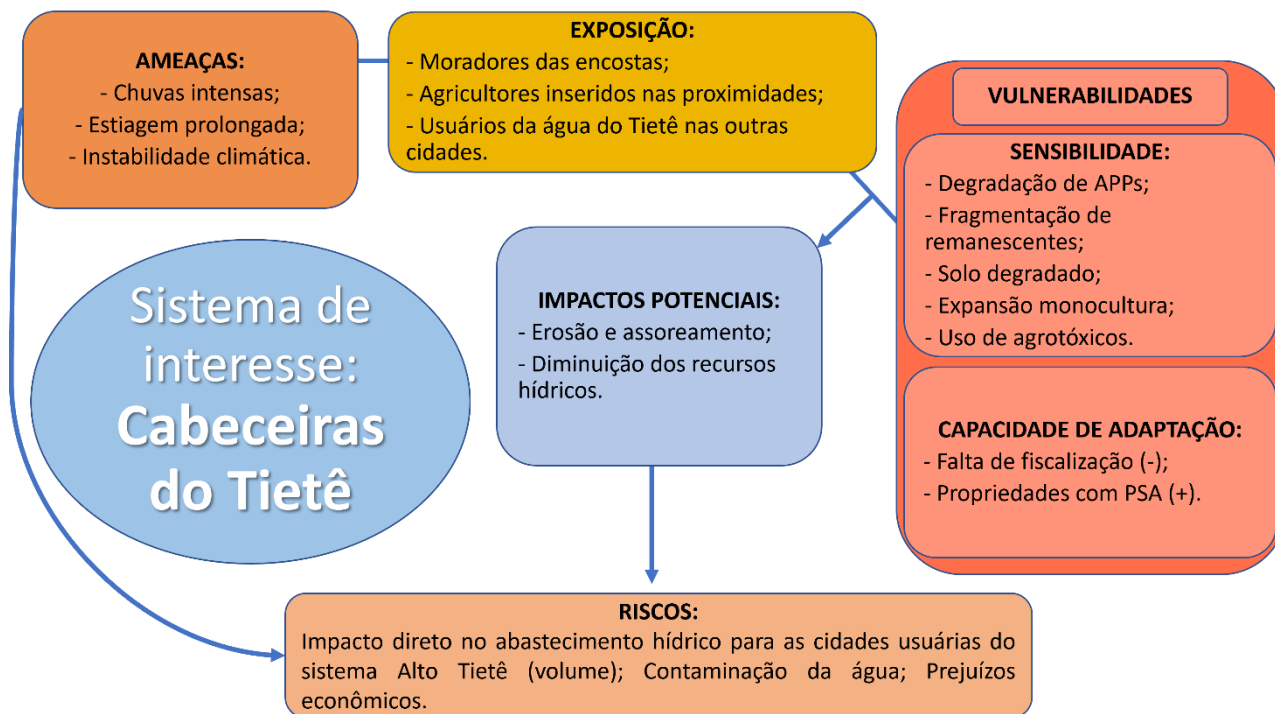 AMEAÇAS:
- Chuvas intensas;
- Estiagem prolongada;
- Instabilidade climática.
EXPOSIÇÃO:
- Moradores das encostas;
- Agricultores inseridos nas proximidades;
- Usuários da água do Tietê nas outras
cidades.
VULNERABILIDADES
SENSIBILIDADE:
- Degradação de APPs;
- Fragmentação de
remanescentes;
- Solo degradado;
- Expansão monocultura;
- Uso de agrotóxicos.
CAPACIDADE DE ADAPTAÇÃO:
- Falta de fiscalização (-);
- Propriedades com PSA (+).
Sistema de
interesse:
Cabeceiras
do Tietê
IMPACTOS POTENCIAIS:
- Erosão e assoreamento;
- Diminuição dos recursos
hídricos.
RISCOS:
Impacto direto no abastecimento hídrico para as cidades usuárias do
sistema Alto Tietê (volume); Contaminação da água; Prejuízos
econômicos.